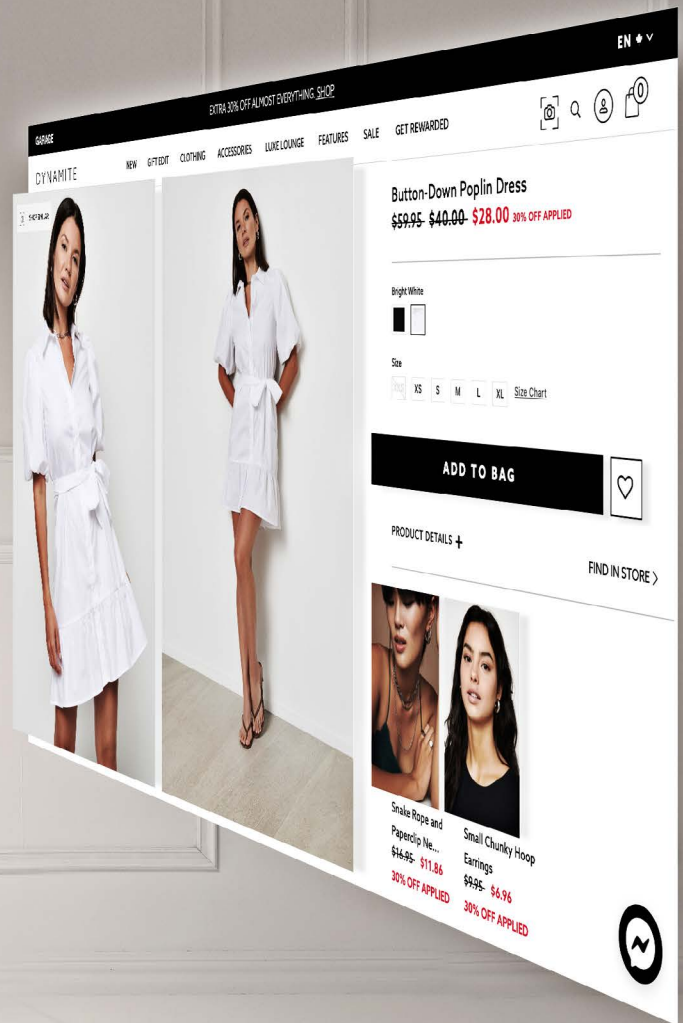 EN
EXTRA 30% OFF ALMOST EVERYTHING. SHOP
GARAGE
DYNAMITE
NEW GIFT EDIT CLOTHING ACCESSORIES LUXE LOUNGE FEATURES SALE GET REWARDED
0
SHOP SIMILAR
Button-Down Poplin Dress
$59.95 $40.00 $28.00 30% OFF APPLIED
Bright White
Size
XS S M L XL Size Chart
ADD TO BAG
PRODUCT DETAILS +
FIND IN STORE >
Snake Rope and
Paperclip Ne...
$16.95 $11.86
30% OFF APPLIED
Small Chunky Hoop
Earrings
$9.95 $6.96
30% OFF APPLIED